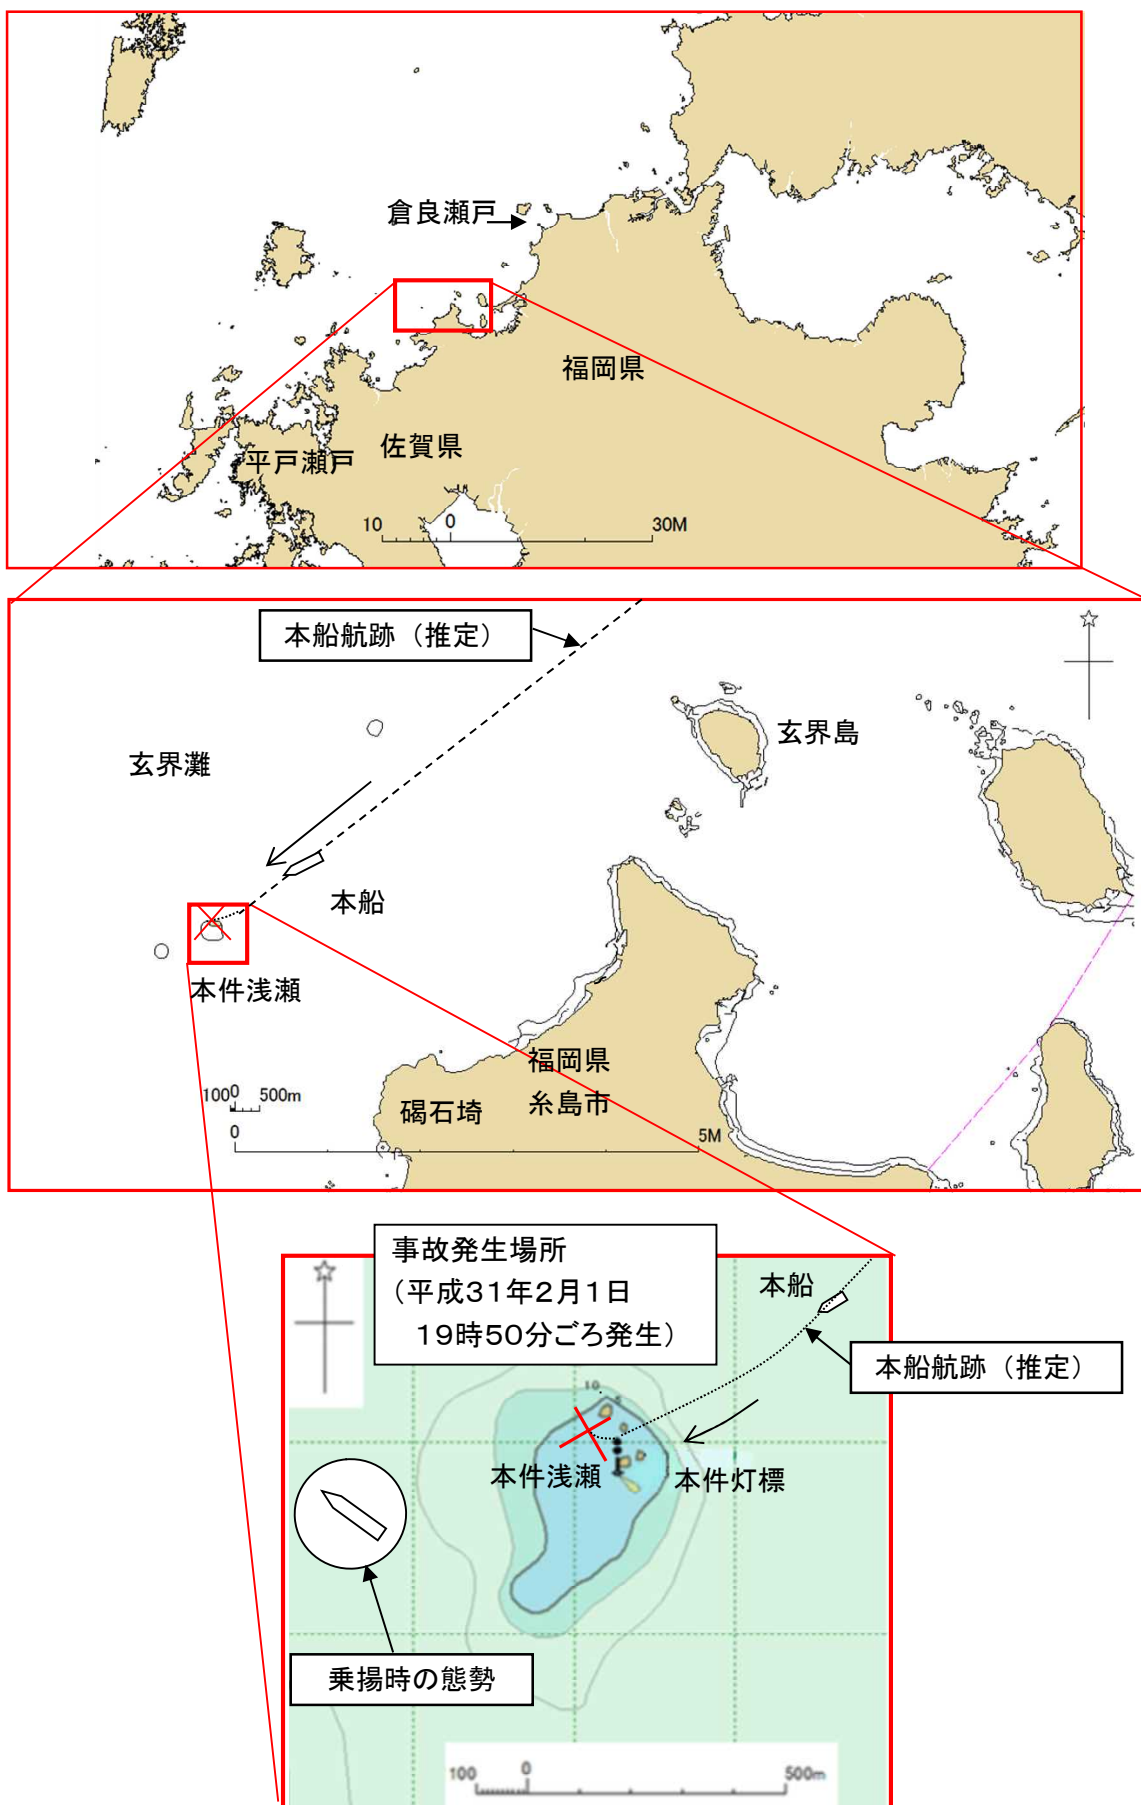 倉良瀬戸
福岡県
佐賀県
平戸瀬戸
10 0 30M
本船航跡（推定）
玄界島
玄界灘
本船
本件浅瀬
福岡県
糸島市
碣石埼
1000 500m
0 5M
事故発生場所
（平成31年2月1日
19時50分ごろ発生）
本船
本船航跡（推定）
10
本件浅瀬
本件灯標
乗揚時の態勢
100 0 500m